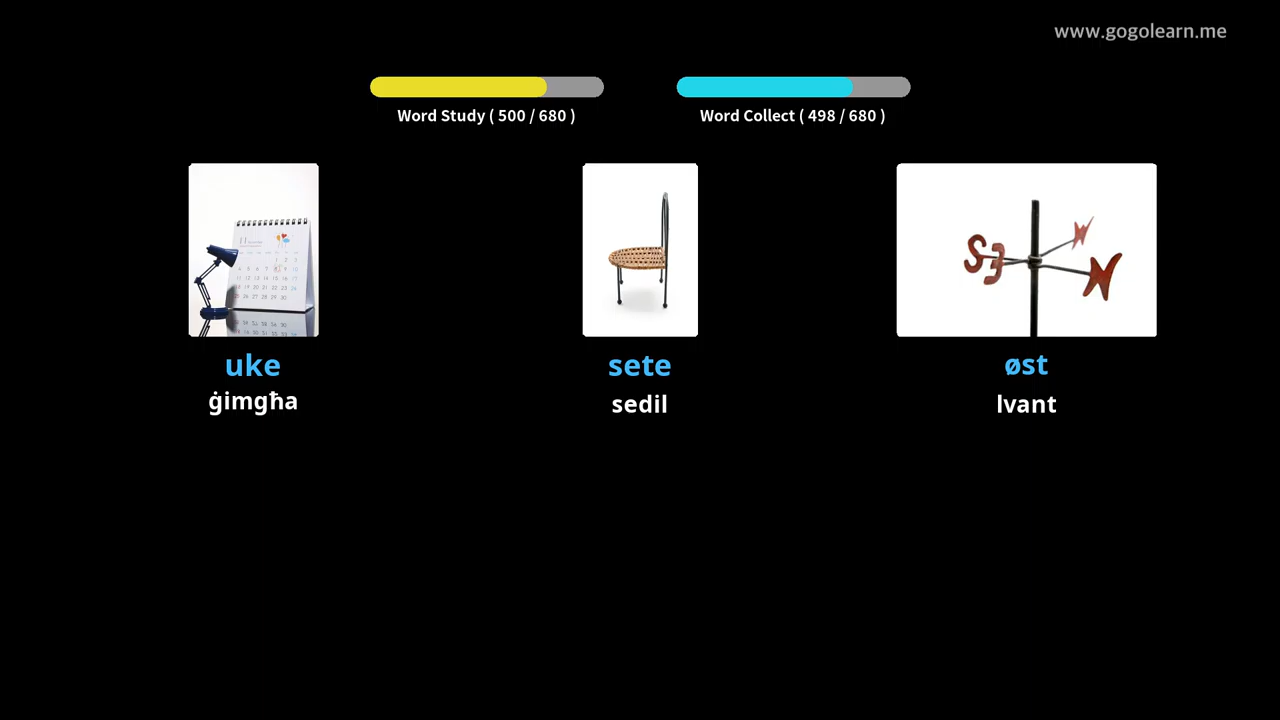 www.gogolearn.me
Word Study ( 500 / 680 )
Word Collect ( 498 / 680 )
uke
ġimgħa
sete
sedil
øst
lvant